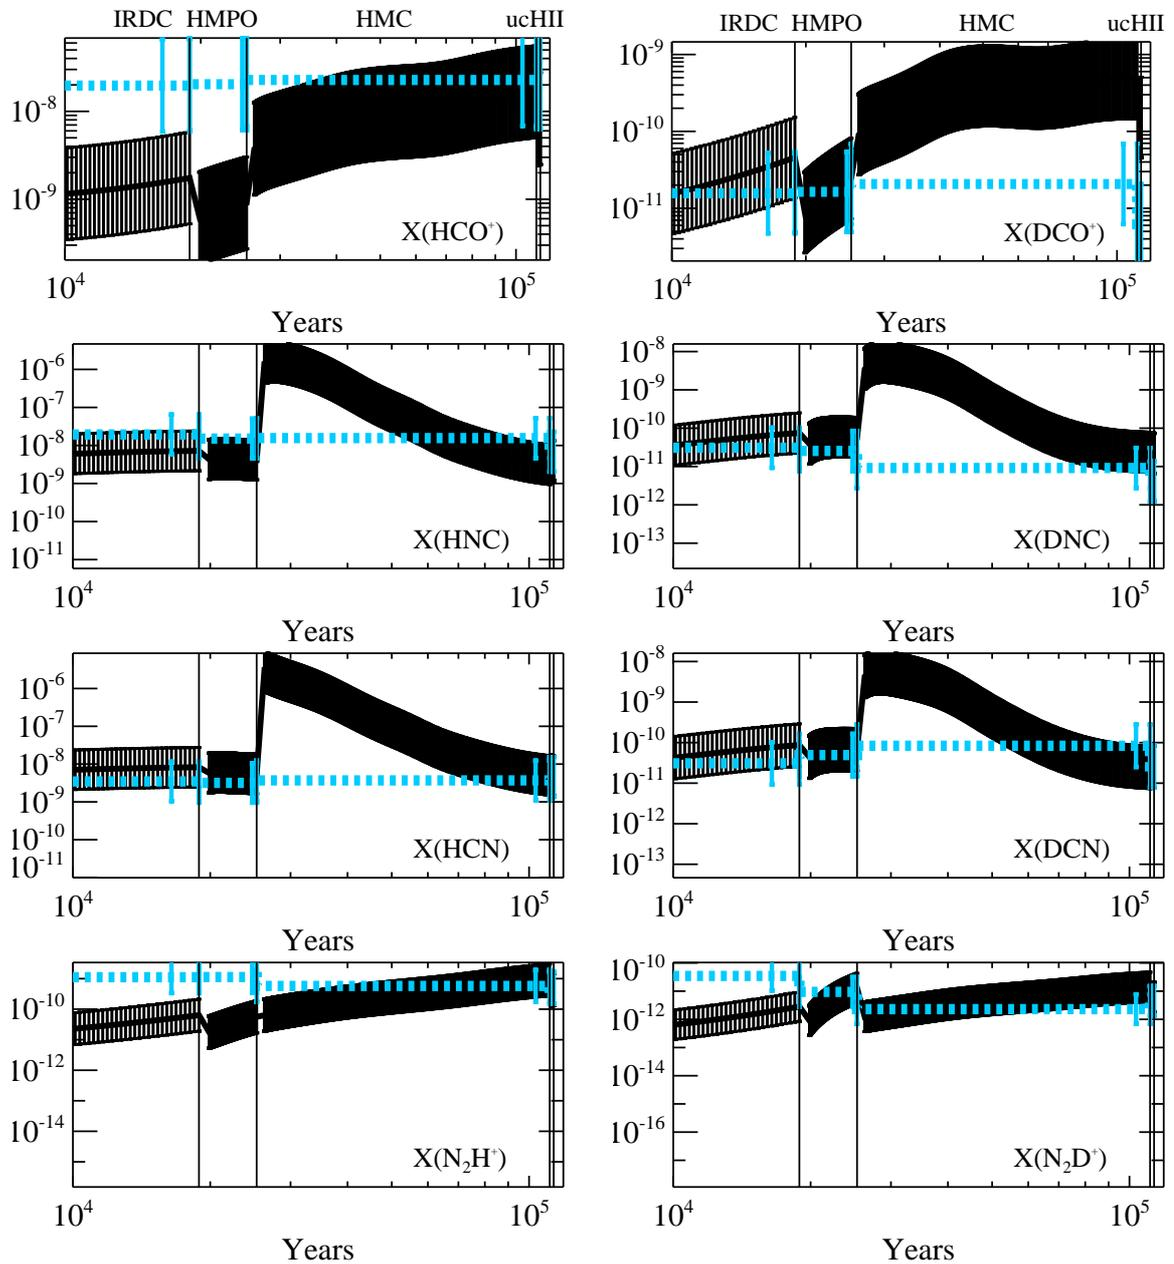 IRDC HMPO HMC ucHII
10⁻⁸
10⁻⁹
X(HCO⁺)
10⁴ 10⁵
Years
IRDC HMPO HMC ucHII
10⁻⁹
10⁻¹⁰
10⁻¹¹
X(DCO⁺)
10⁴ 10⁵
Years
10⁻⁶
10⁻⁷
10⁻⁸
10⁻⁹
10⁻¹⁰
10⁻¹¹
X(HNC)
10⁴ 10⁵
Years
10⁻⁸
10⁻⁹
10⁻¹⁰
10⁻¹¹
10⁻¹²
10⁻¹³
X(DNC)
10⁴ 10⁵
Years
10⁻⁶
10⁻⁷
10⁻⁸
10⁻⁹
10⁻¹⁰
10⁻¹¹
X(HCN)
10⁴ 10⁵
Years
10⁻⁸
10⁻⁹
10⁻¹⁰
10⁻¹¹
10⁻¹²
10⁻¹³
X(DCN)
10⁴ 10⁵
Years
10⁻¹⁰
10⁻¹²
10⁻¹⁴
X(N₂H⁺)
10⁴ 10⁵
Years
10⁻¹⁰
10⁻¹²
10⁻¹⁴
10⁻¹⁶
X(N₂D⁺)
10⁴ 10⁵
Years